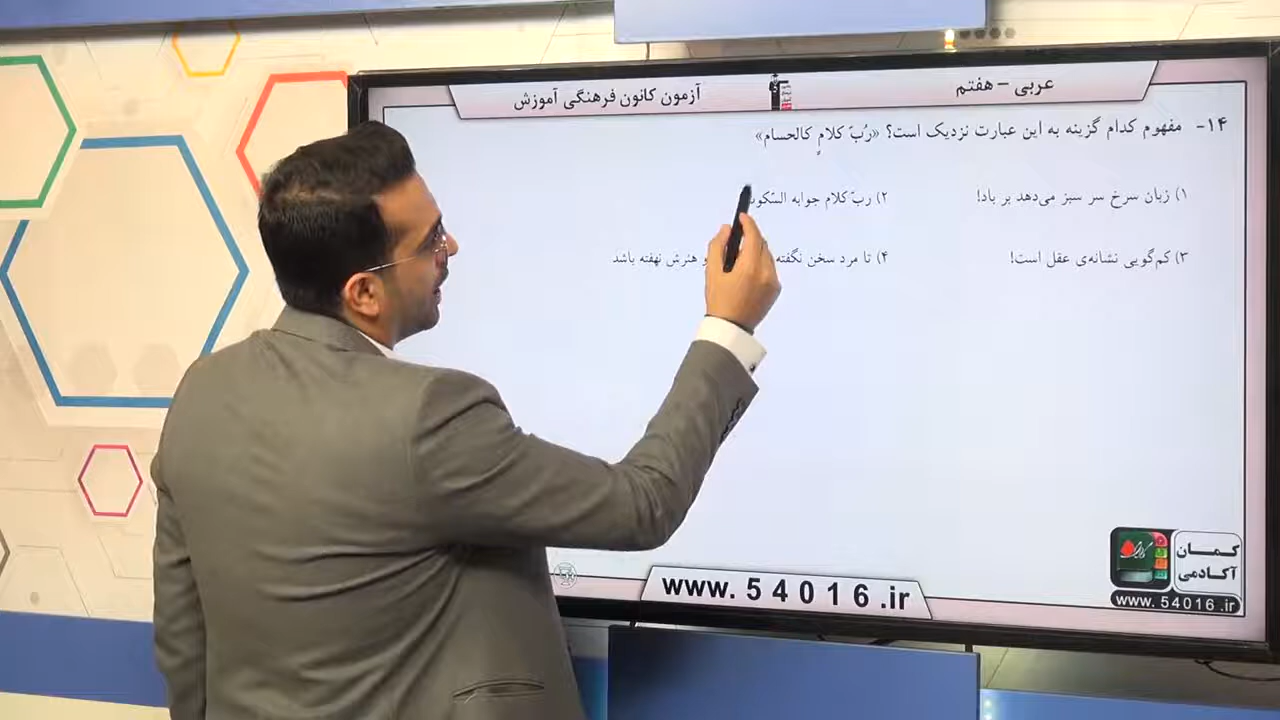 عربی - هفتم
آزمون کانون فرهنگی آموزش
۱۴- مفهوم کدام گزینه به این عبارت نزدیک است؟ «رُبّ کلامٍ کالحسام»
۱) زبان سرخ سر سبز می‌دهد بر باد!
۲) ربّ کلام جوابه
۳) کم‌گویی نشانه‌ی عقل است!
۴) تا مرد سخن نگفته و هنرش نهفته باشد
کمان
آکادمی
www. 54016 .ir
www. 5 4 0 1 6 .ir